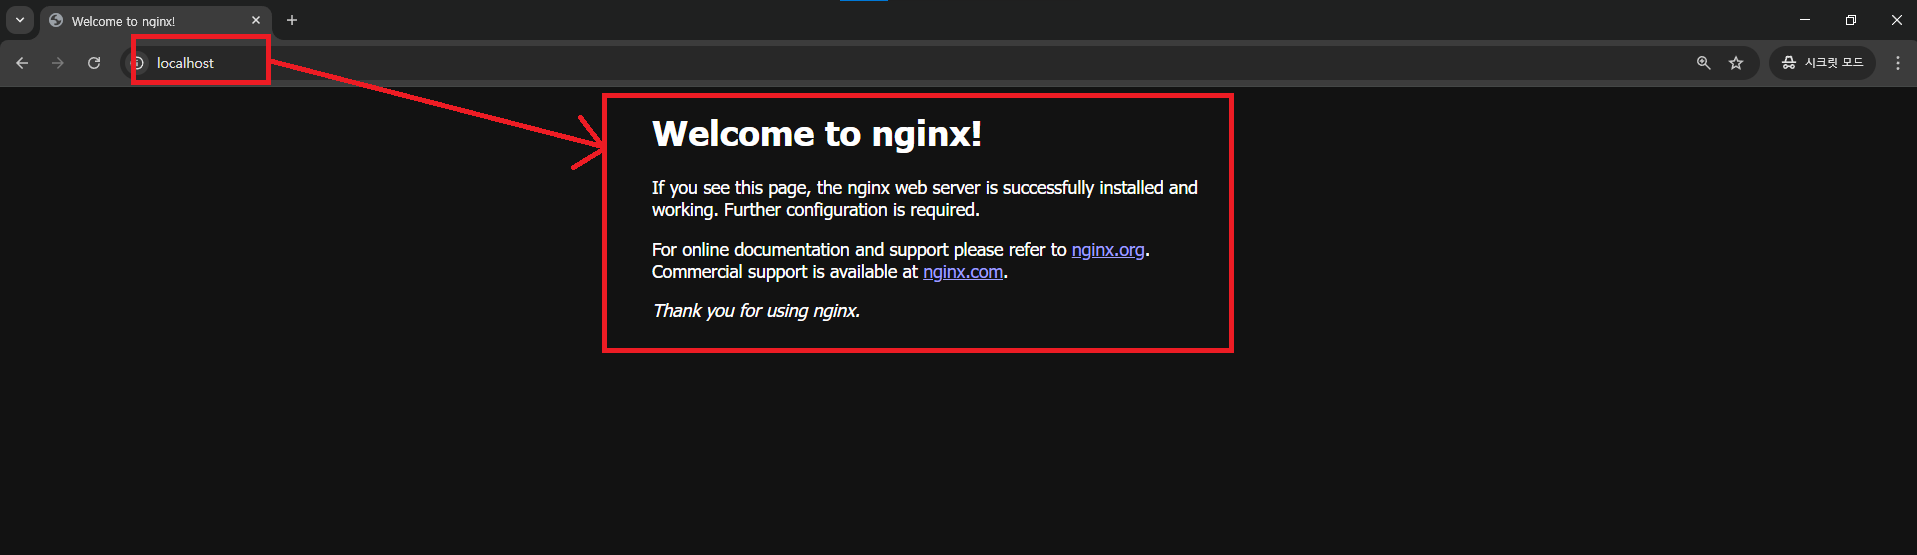 Welcome to nginx!
localhost
시크릿 모드
Welcome to nginx!
If you see this page, the nginx web server is successfully installed and
working. Further configuration is required.
For online documentation and support please refer to nginx.org.
Commercial support is available at nginx.com.
Thank you for using nginx.